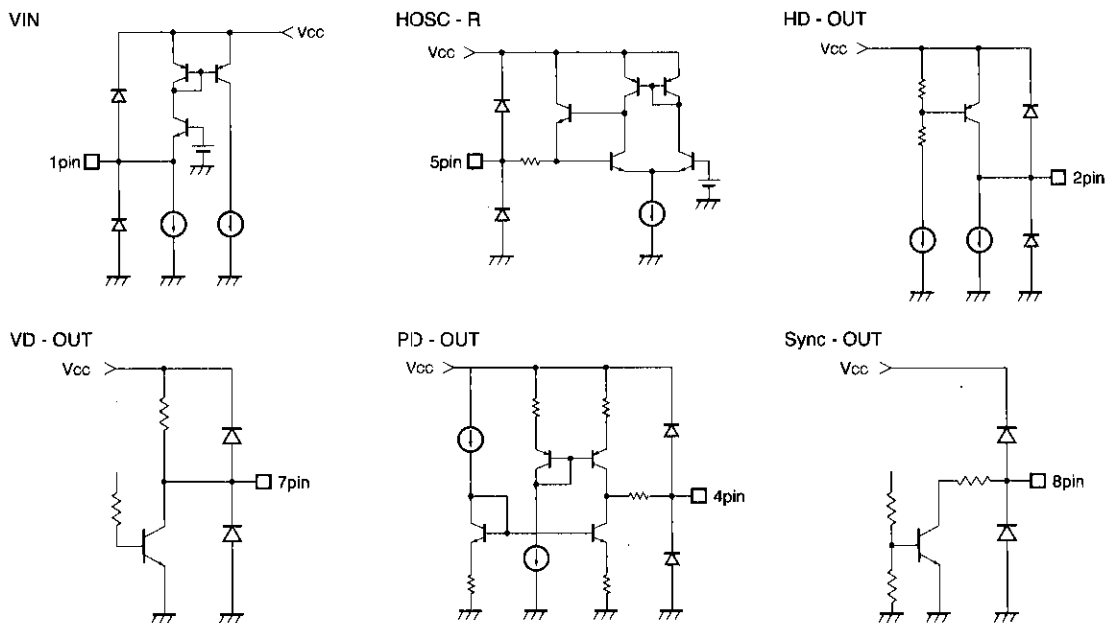 VIN
Vcc
1pin
HOSC - R
Vcc
5pin
HD - OUT
Vcc
2pin
VD - OUT
Vcc
7pin
PD - OUT
Vcc
4pin
Sync - OUT
Vcc
8pin